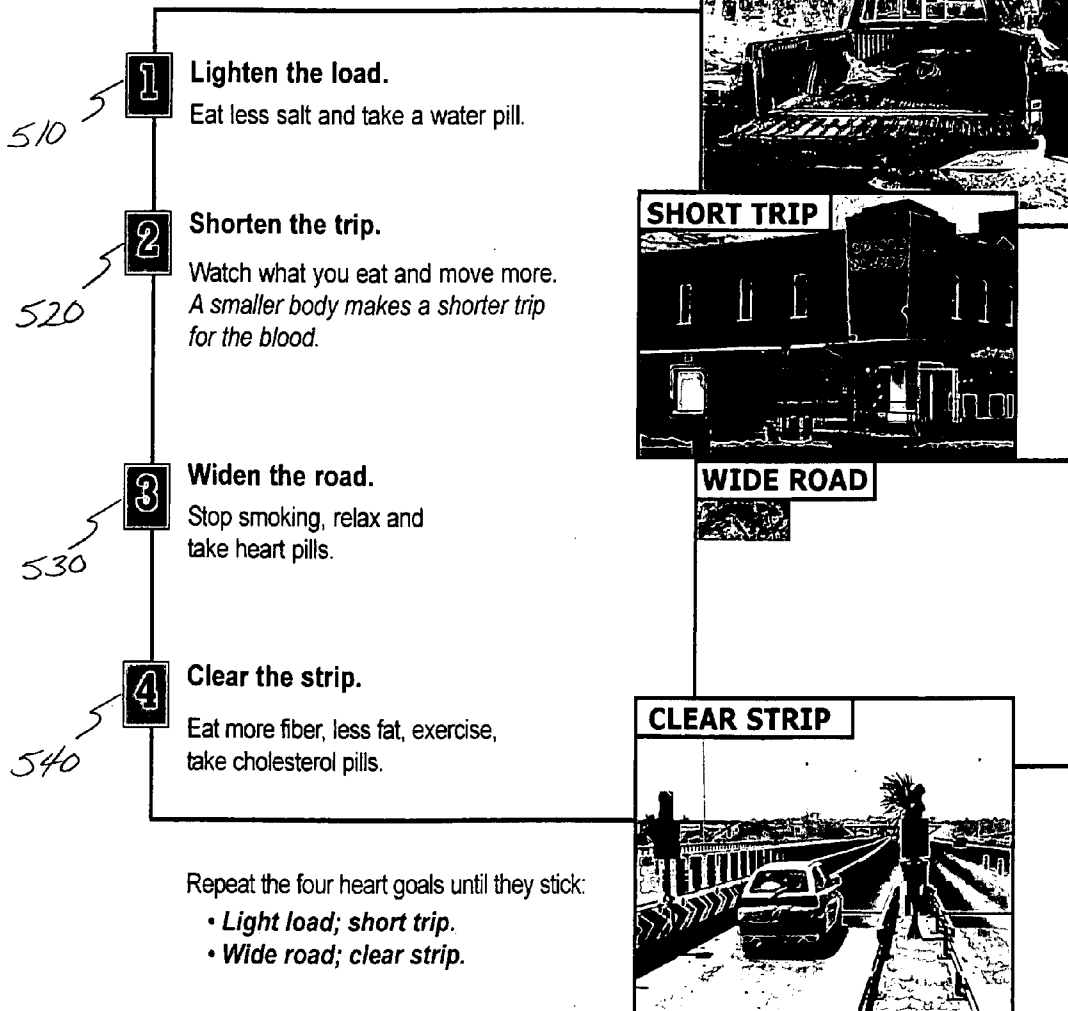 1
Lighten the load.
Eat less salt and take a water pill.
510
2
Shorten the trip.
Watch what you eat and move more.
A smaller body makes a shorter trip
for the blood.
520
3
Widen the road.
Stop smoking, relax and
take heart pills.
530
4
Clear the strip.
Eat more fiber, less fat, exercise,
take cholesterol pills.
540
Repeat the four heart goals until they stick:
• Light load; short trip.
• Wide road; clear strip.
SHORT TRIP
WIDE ROAD
CLEAR STRIP